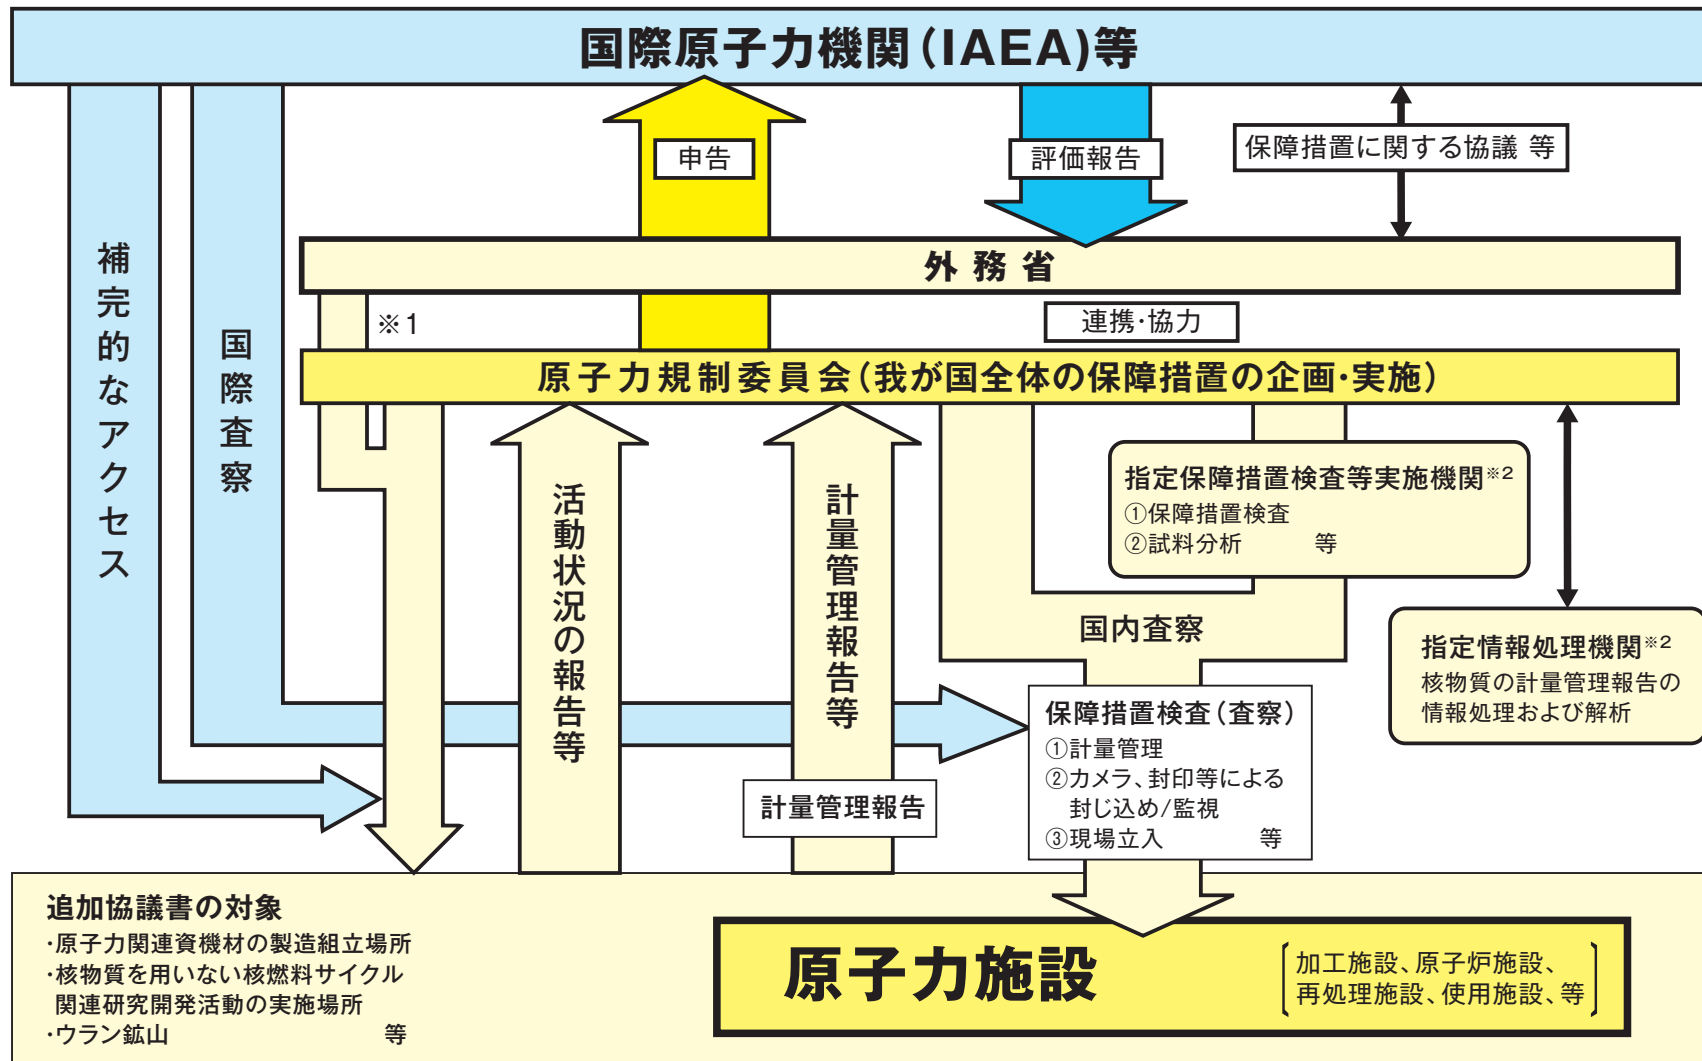 国際原子力機関(IAEA)等
申告
評価報告
保障措置に関する協議 等
外務省
※1
連携・協力
原子力規制委員会(我が国全体の保障措置の企画・実施)
補完的なアクセス
国際査察
活動状況の報告等
計量管理報告等
指定保障措置検査等実施機関※2
①保障措置検査
②試料分析 等
国内査察
指定情報処理機関※2
核物質の計量管理報告の
情報処理および解析
保障措置検査(査察)
①計量管理
②カメラ、封印等による
封じ込め/監視
③現場立入 等
計量管理報告
追加協議書の対象
・原子力関連資機材の製造組立場所
・核物質を用いない核燃料サイクル
関連研究開発活動の実施場所
・ウラン鉱山 等
原子力施設
加工施設、原子炉施設、
再処理施設、使用施設、等